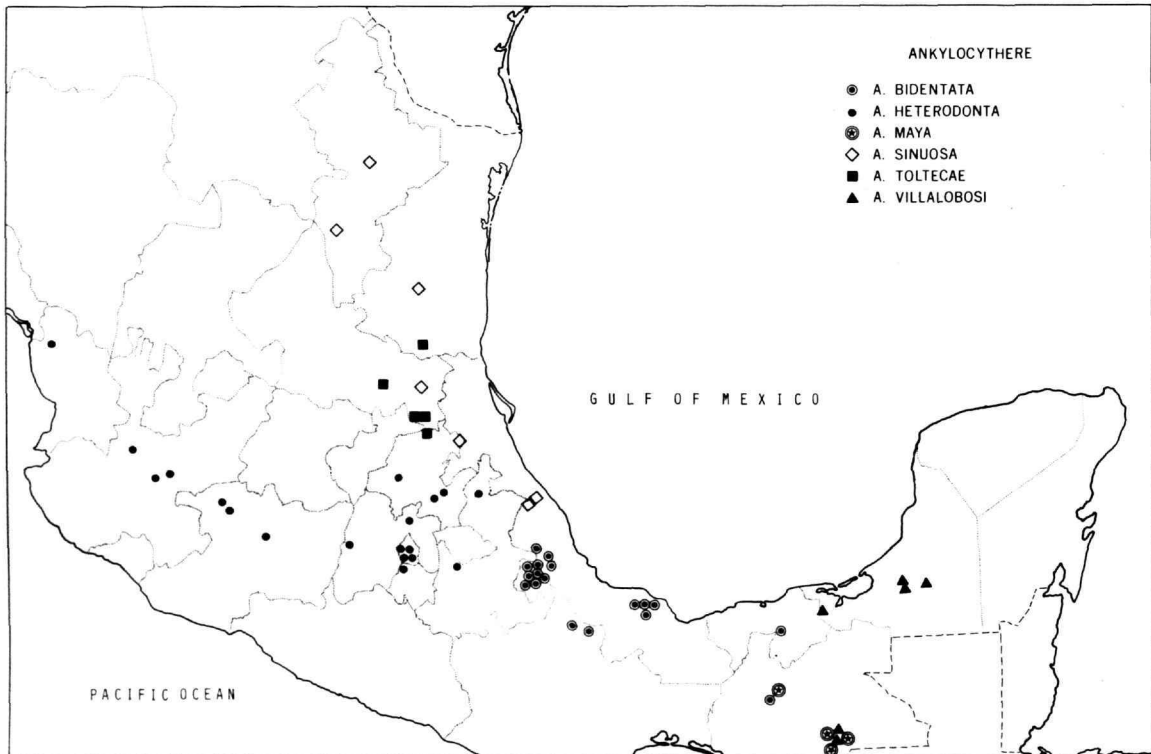 ANKYLOCYTHERE
A. BIDENTATA
A. HETERODONTA
A. MAYA
A. SINUOSA
A. TOLTECAE
A. VILLALOBOSI
GULF OF MEXICO
PACIFIC OCEAN